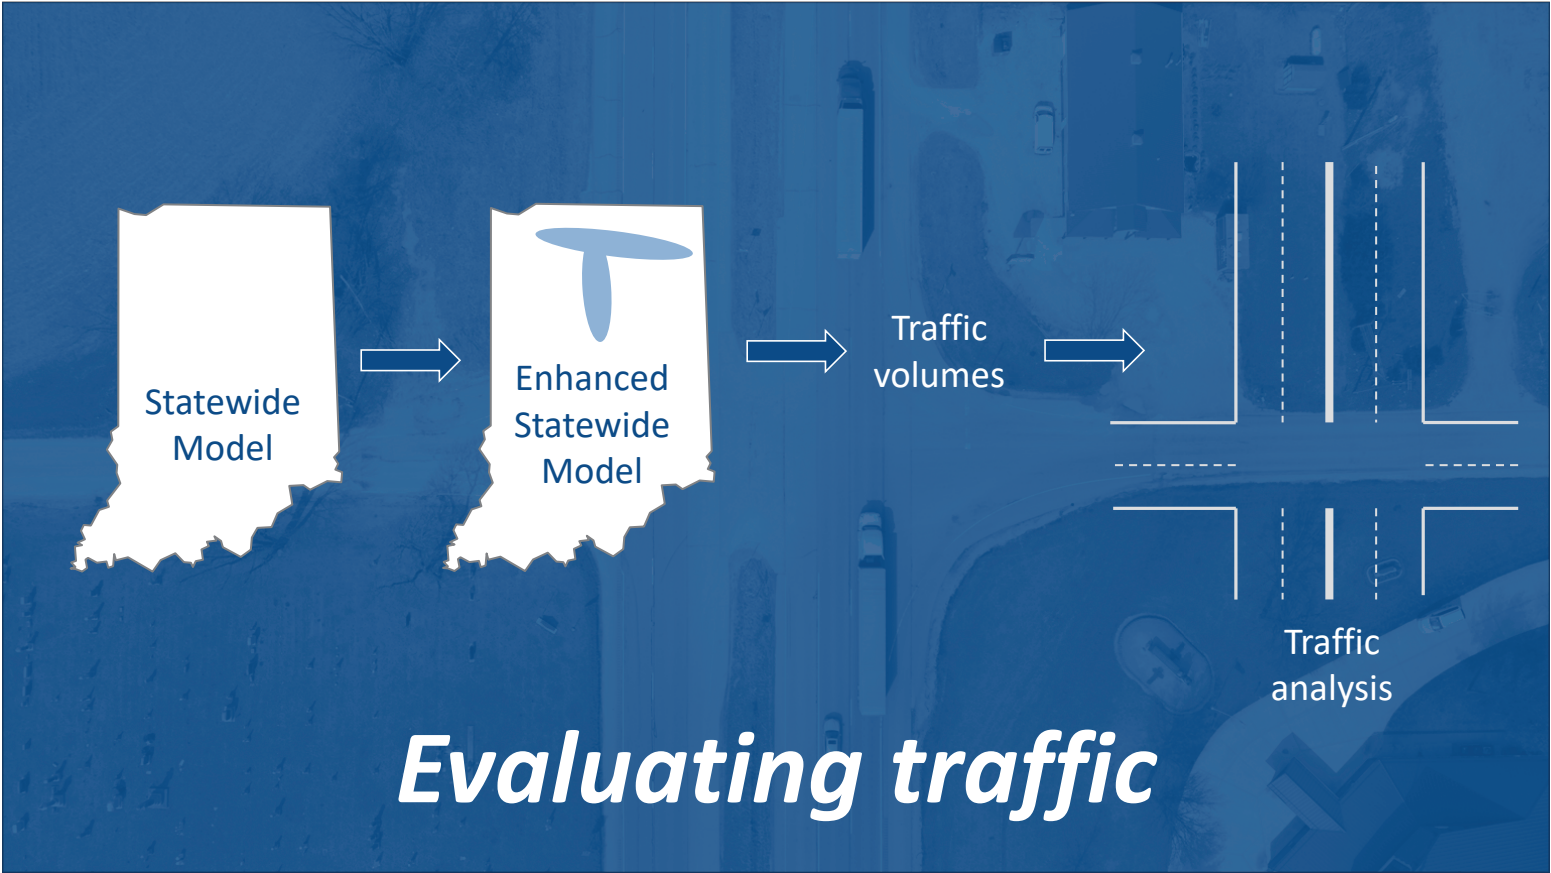 Statewide
Model
Enhanced
Statewide
Model
Traffic
volumes
Traffic
analysis
Evaluating traffic